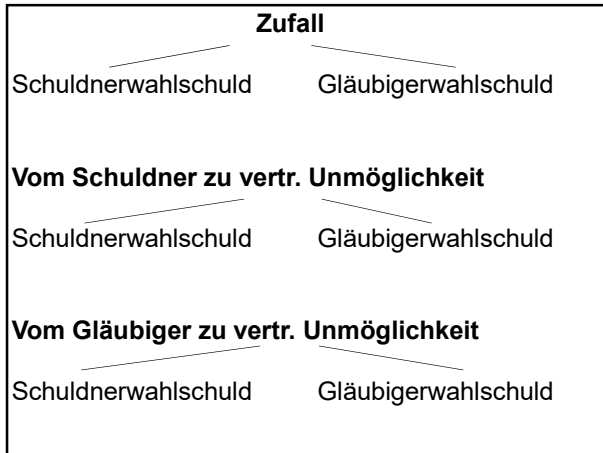 Zufall
Schuldnerwahlschuld Gläubigerwahlschuld
Vom Schuldner zu vertr. Unmöglichkeit
Schuldnerwahlschuld Gläubigerwahlschuld
Vom Gläubiger zu vertr. Unmöglichkeit
Schuldnerwahlschuld Gläubigerwahlschuld